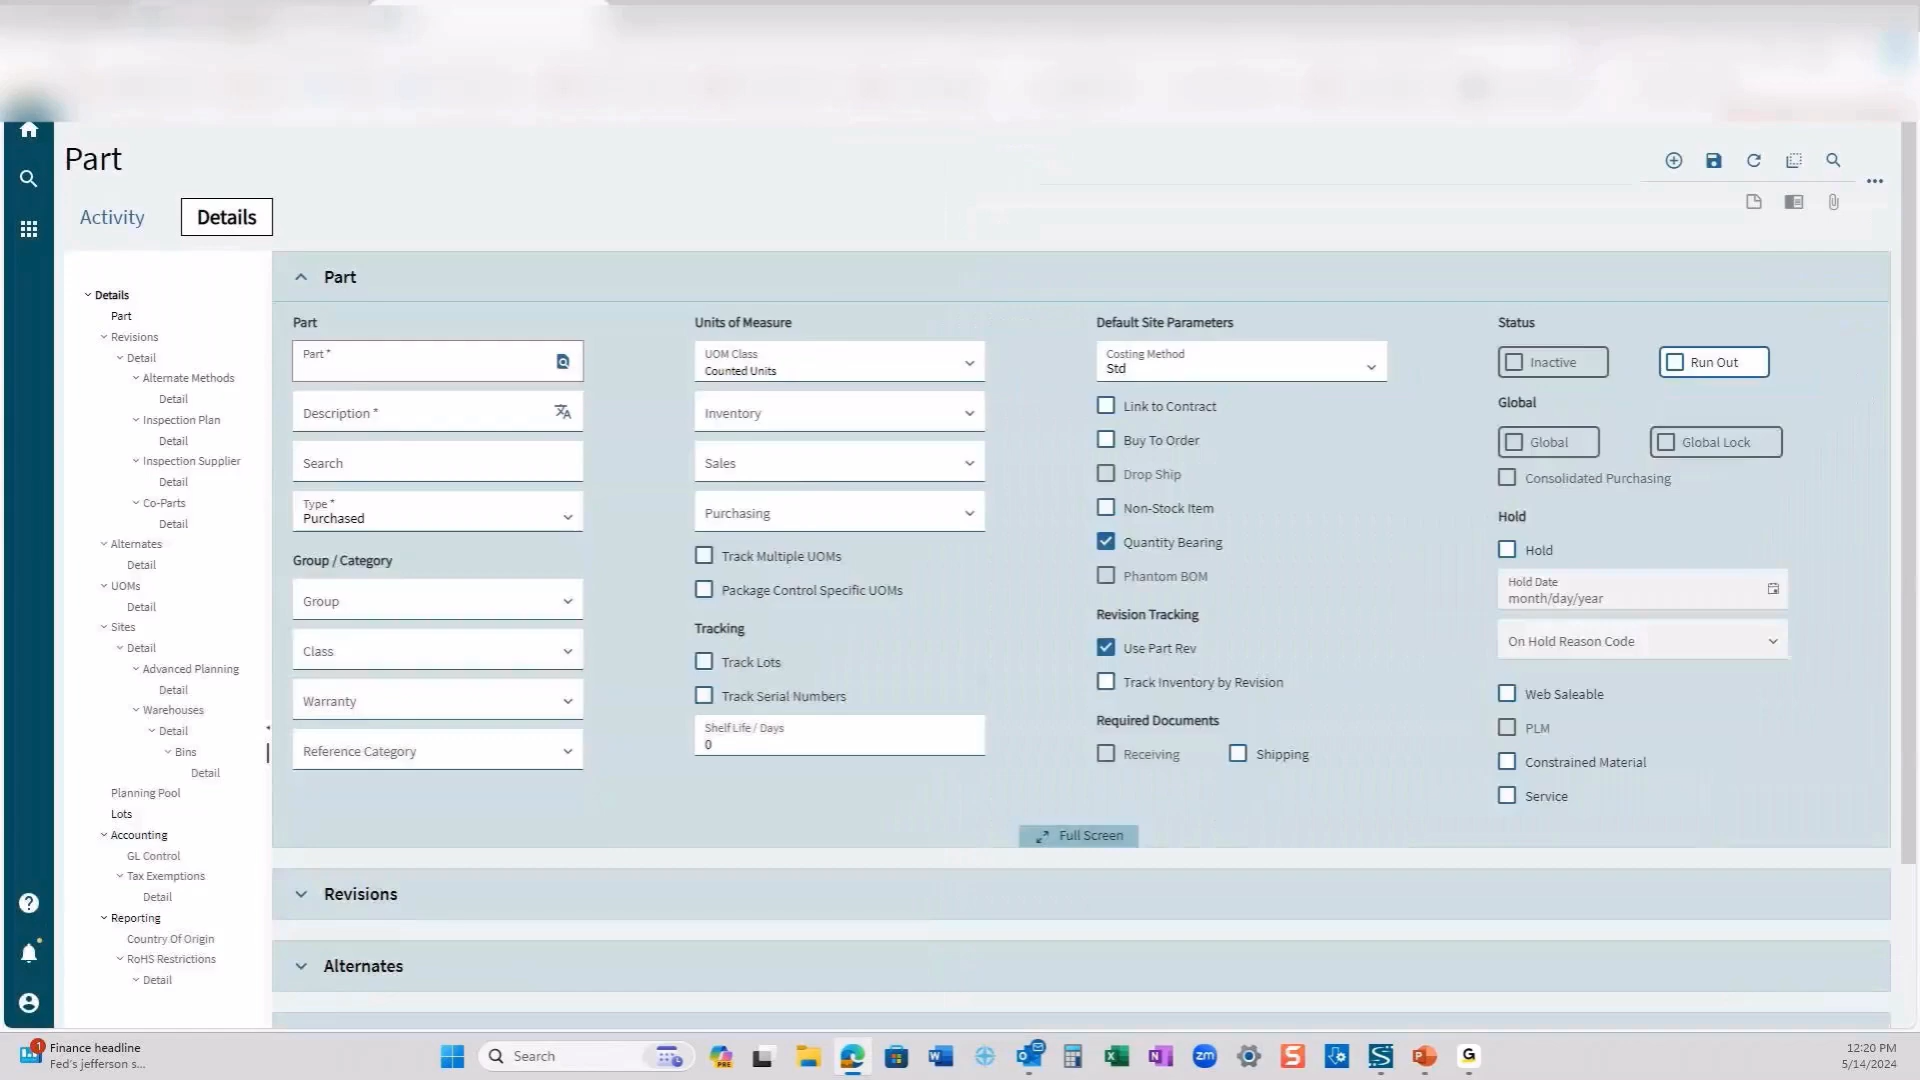 Part
Activity
Details
Details
Part
Revisions
Detail
Alternate Methods
Detail
Inspection Plan
Detail
Inspection Supplier
Detail
Co-Parts
Detail
Alternates
Detail
UOMs
Detail
Sites
Detail
Advanced Planning
Detail
Warehouses
Detail
Bins
Detail
Planning Pool
Lots
Accounting
GL Control
Tax Exemptions
Detail
Reporting
Country Of Origin
RoHS Restrictions
Detail
Part
Part
Part *
Description *
Search
Type *
Purchased
Group / Category
Group
Class
Warranty
Reference Category
Units of Measure
UOM Class
Counted Units
Inventory
Sales
Purchasing
Track Multiple UOMs
Package Control Specific UOMs
Tracking
Track Lots
Track Serial Numbers
Shelf Life / Days
0
Default Site Parameters
Costing Method
Std
Link to Contract
Buy To Order
Drop Ship
Non-Stock Item
Quantity Bearing
Phantom BOM
Revision Tracking
Use Part Rev
Track Inventory by Revision
Required Documents
Receiving
Shipping
Status
Inactive
Run Out
Global
Global
Global Lock
Consolidated Purchasing
Hold
Hold
Hold Date
month/day/year
On Hold Reason Code
Web Saleable
PLM
Constrained Material
Service
Full Screen
Revisions
Alternates
1
Finance headline
Fed's jefferson s...
Search
PRE
zm
12:20 PM
5/14/2024